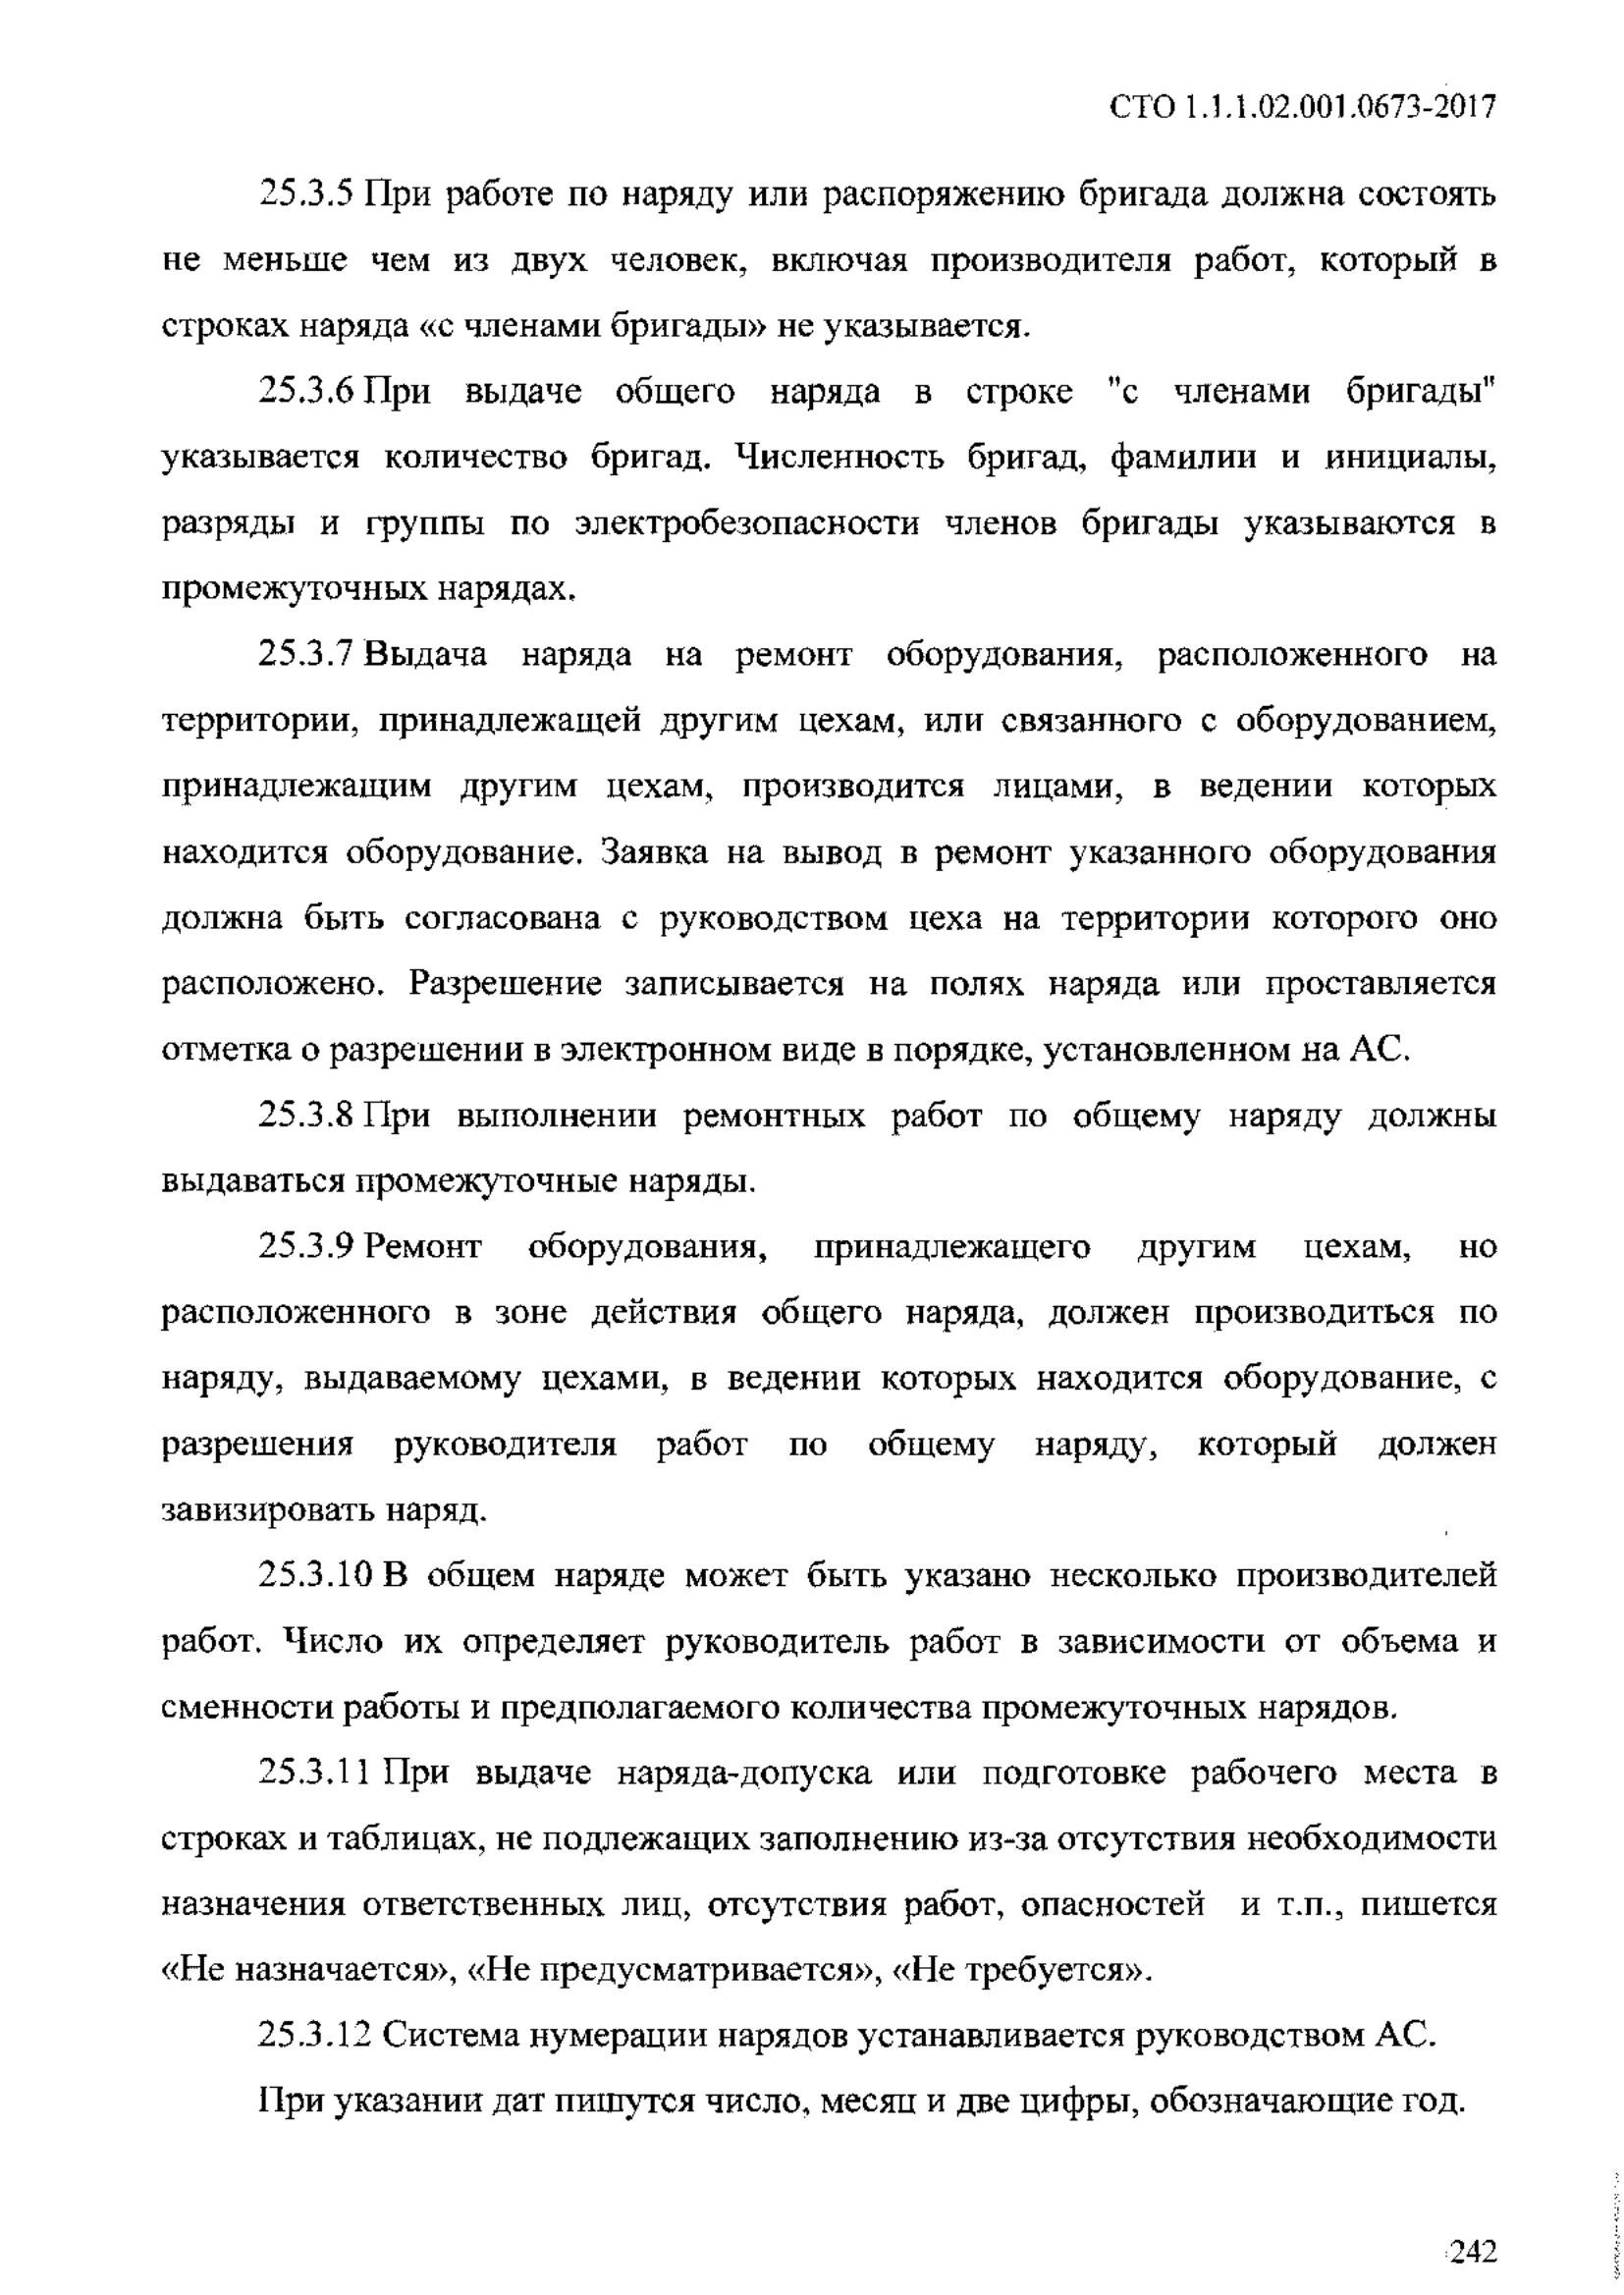 СТО 1.1.1.02.001.0673-2017
25.3.5 При работе по наряду или распоряжению бригада должна состоять
не меньше чем из двух человек, включая производителя работ, который в
строках наряда «с членами бригады» не указывается.
25.3.6 При выдаче общего наряда в строке "с членами бригады"
указывается количество бригад. Численность бригад, фамилии и инициалы,
разряды и группы по электробезопасности членов бригады указываются в
промежуточных нарядах.
25.3.7 Выдача наряда на ремонт оборудования, расположенного на
территории, принадлежащей другим цехам, или связанного с оборудованием,
принадлежащим другим цехам, производится лицами, в ведении которых
находится оборудование. Заявка на вывод в ремонт указанного оборудования
должна быть согласована с руководством цеха на территории которого оно
расположено. Разрешение записывается на полях наряда или проставляется
отметка о разрешении в электронном виде в порядке, установленном на АС.
25.3.8 При выполнении ремонтных работ по общему наряду должны
выдаваться промежуточные наряды.
25.3.9 Ремонт оборудования, принадлежащего другим цехам, но
расположенного в зоне действия общего наряда, должен производиться по
наряду, выдаваемому цехами, в ведении которых находится оборудование, с
разрешения руководителя работ по общему наряду, который должен
завизировать наряд.
25.3.10 В общем наряде может быть указано несколько производителей
работ. Число их определяет руководитель работ в зависимости от объема и
сменности работы и предполагаемого количества промежуточных нарядов.
25.3.11 При выдаче наряда-допуска или подготовке рабочего места в
строках и таблицах, не подлежащих заполнению из-за отсутствия необходимости
назначения ответственных лиц, отсутствия работ, опасностей и т.п., пишется
«Не назначается», «Не предусматривается», «Не требуется».
25.3.12 Система нумерации нарядов устанавливается руководством АС.
При указании дат пишутся число, месяц и две цифры, обозначающие год.
242